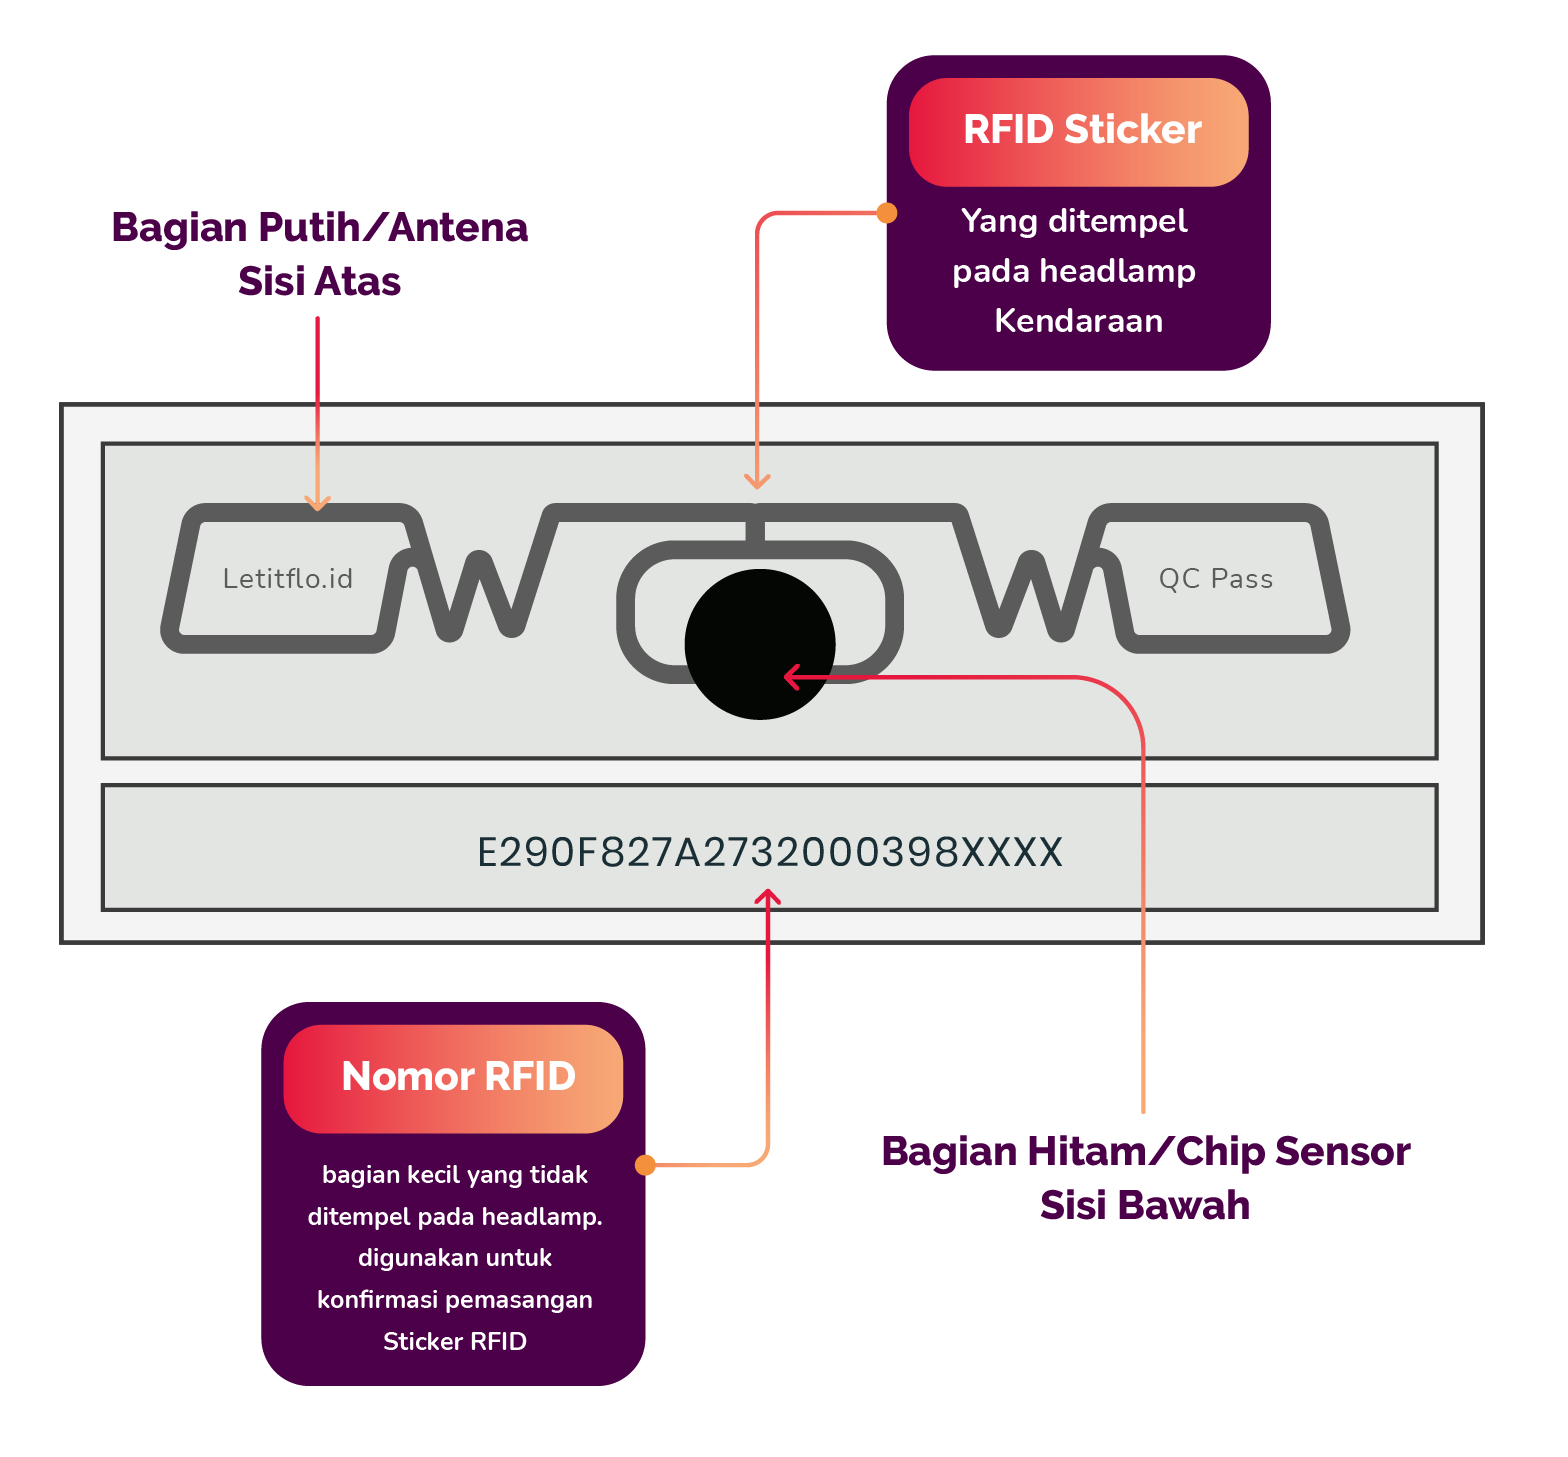 RFID Sticker
Yang ditempel
pada headlamp
Kendaraan
Bagian Putih/Antena
Sisi Atas
Letitflo.id
QC Pass
E290F827A2732000398XXXX
Nomor RFID
bagian kecil yang tidak
ditempel pada headlamp.
digunakan untuk
konfirmasi pemasangan
Sticker RFID
Bagian Hitam/Chip Sensor
Sisi Bawah